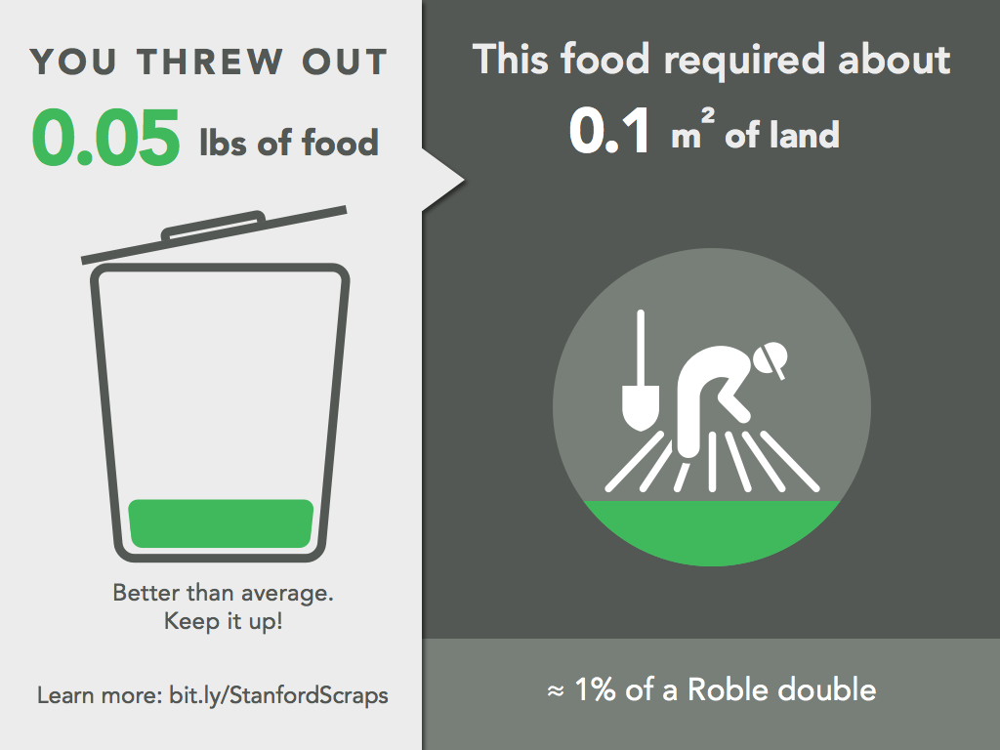 YOU THREW OUT
0.05 lbs of food
Better than average.
Keep it up!
Learn more: bit.ly/StanfordScraps
This food required about
0.1 m² of land
≈ 1% of a Roble double